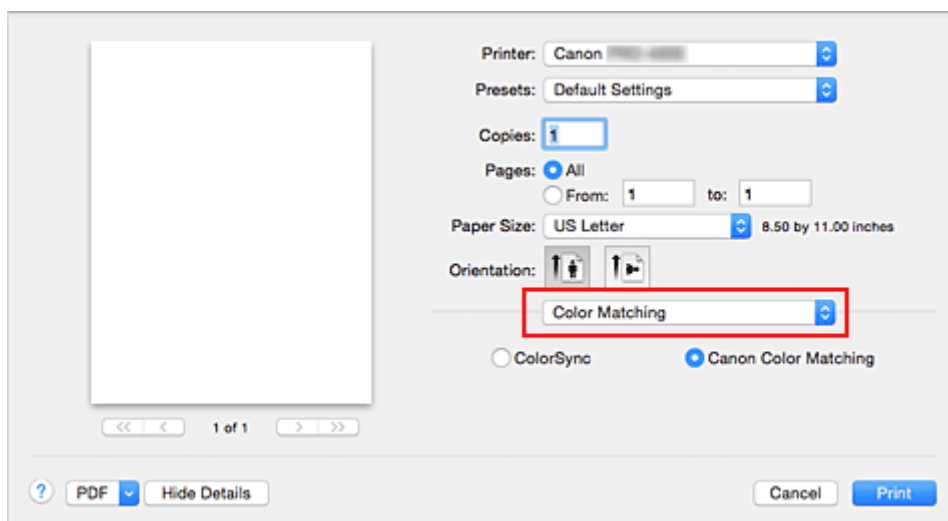 Printer: Canon
Presets: Default Settings
Copies: 1
Pages: All
From: 1 to: 1
Paper Size: US Letter 8.50 by 11.00 inches
Orientation:
Color Matching
ColorSync Canon Color Matching
<< < 1 of 1 > >>
? PDF Hide Details Cancel Print